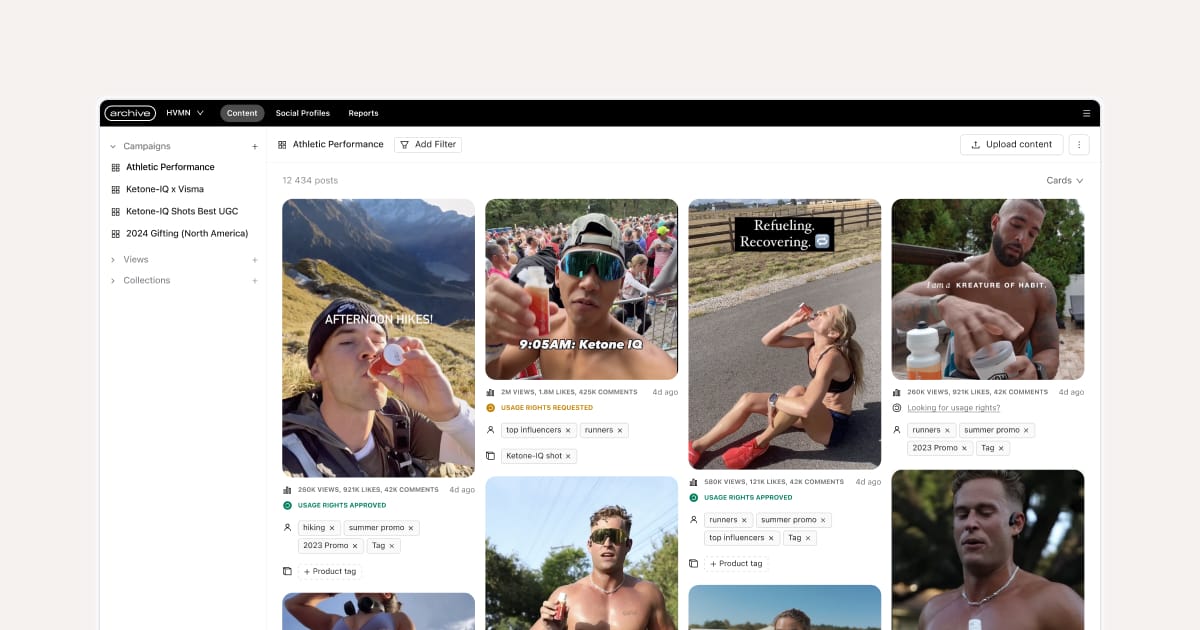 archive
HVMN
Content
Social Profiles
Reports
Campaigns
Athletic Performance
Ketone-IQ x Visma
Ketone-IQ Shots Best UGC
2024 Gifting (North America)
Views
Collections
Athletic Performance
Add Filter
Upload content
12 434 posts
Cards
AFTERNOON HIKES!
260K VIEWS, 921K LIKES, 42K COMMENTS
4d ago
USAGE RIGHTS APPROVED
hiking × summer promo ×
2023 Promo × Tag ×
+ Product tag
9:05AM: Ketone IQ
2M VIEWS, 1.8M LIKES, 425K COMMENTS
4d ago
USAGE RIGHTS REQUESTED
top influencers × runners ×
Ketone-IQ shot ×
Refueling.
Recovering.
580K VIEWS, 121K LIKES, 42K COMMENTS
4d ago
USAGE RIGHTS APPROVED
runners × summer promo ×
top influencers × Tag ×
+ Product tag
I am a KREATURE OF HABIT.
260K VIEWS, 921K LIKES, 42K COMMENTS
4d ago
Looking for usage rights?
runners × summer promo ×
2023 Promo × Tag ×